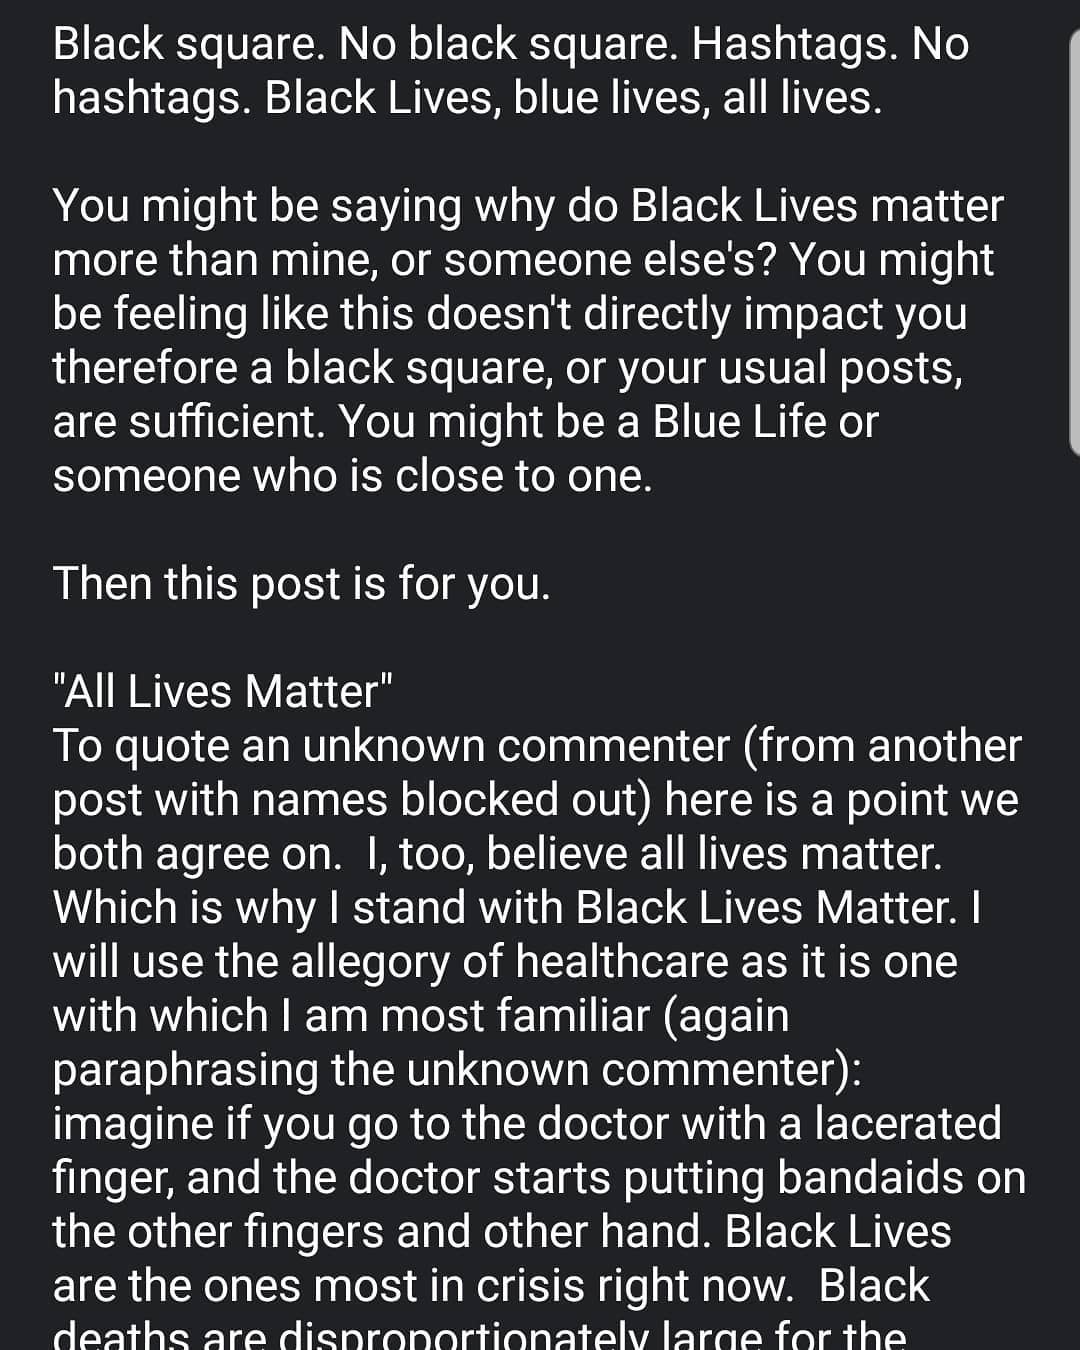 Black square. No black square. Hashtags. No
hashtags. Black Lives, blue lives, all lives.
You might be saying why do Black Lives matter
more than mine, or someone else's? You might
be feeling like this doesn't directly impact you
therefore a black square, or your usual posts,
are sufficient. You might be a Blue Life or
someone who is close to one.
Then this post is for you.
"All Lives Matter"
To quote an unknown commenter (from another
post with names blocked out) here is a point we
both agree on.  I, too, believe all lives matter.
Which is why I stand with Black Lives Matter. I
will use the allegory of healthcare as it is one
with which I am most familiar (again
paraphrasing the unknown commenter):
imagine if you go to the doctor with a lacerated
finger, and the doctor starts putting bandaids on
the other fingers and other hand. Black Lives
are the ones most in crisis right now.  Black
deaths are disproportionately large for the